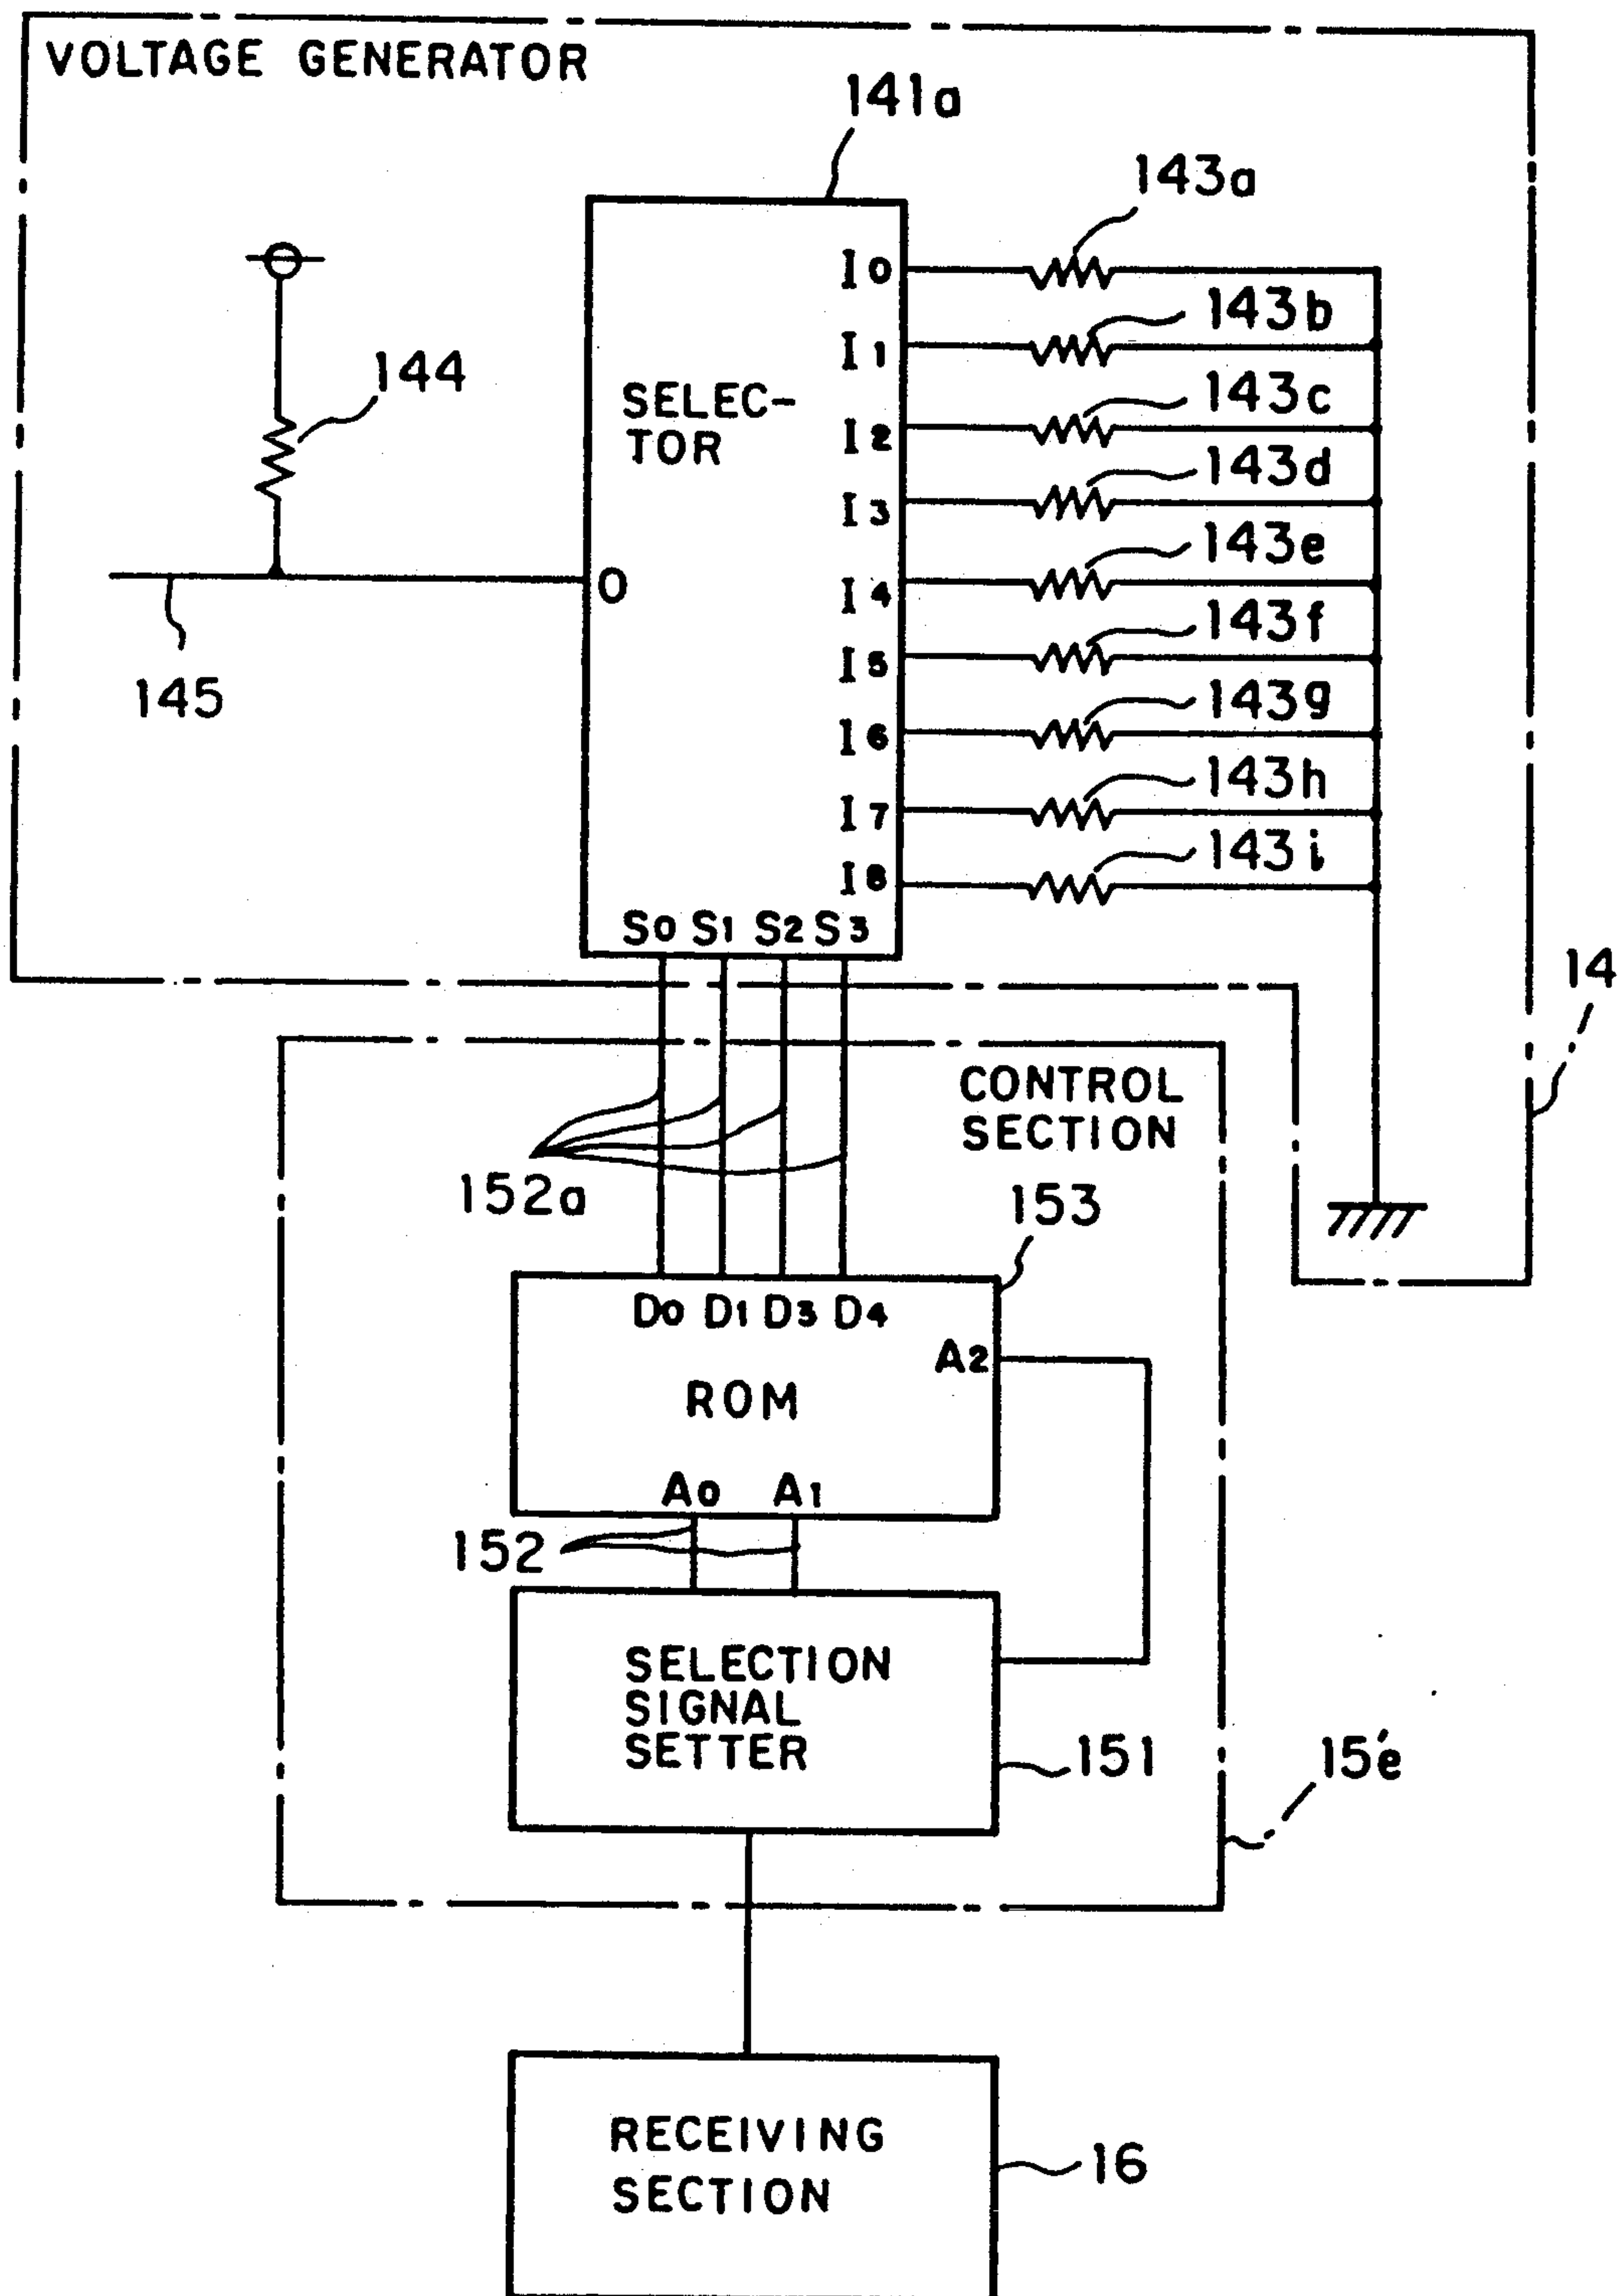 VOLTAGE GENERATOR
141a
143a
I0
143b
I1
144
143c
SELEC-
TOR
I2
143d
I3
143e
O
I4
143f
I5
145
143g
I6
143h
I7
143i
I8
S0 S1 S2 S3
14
CONTROL
SECTION
152a
153
D0 D1 D3 D4
A2
ROM
A0 A1
152
SELECTION
SIGNAL
SETTER
151
15'e
RECEIVING
SECTION
16